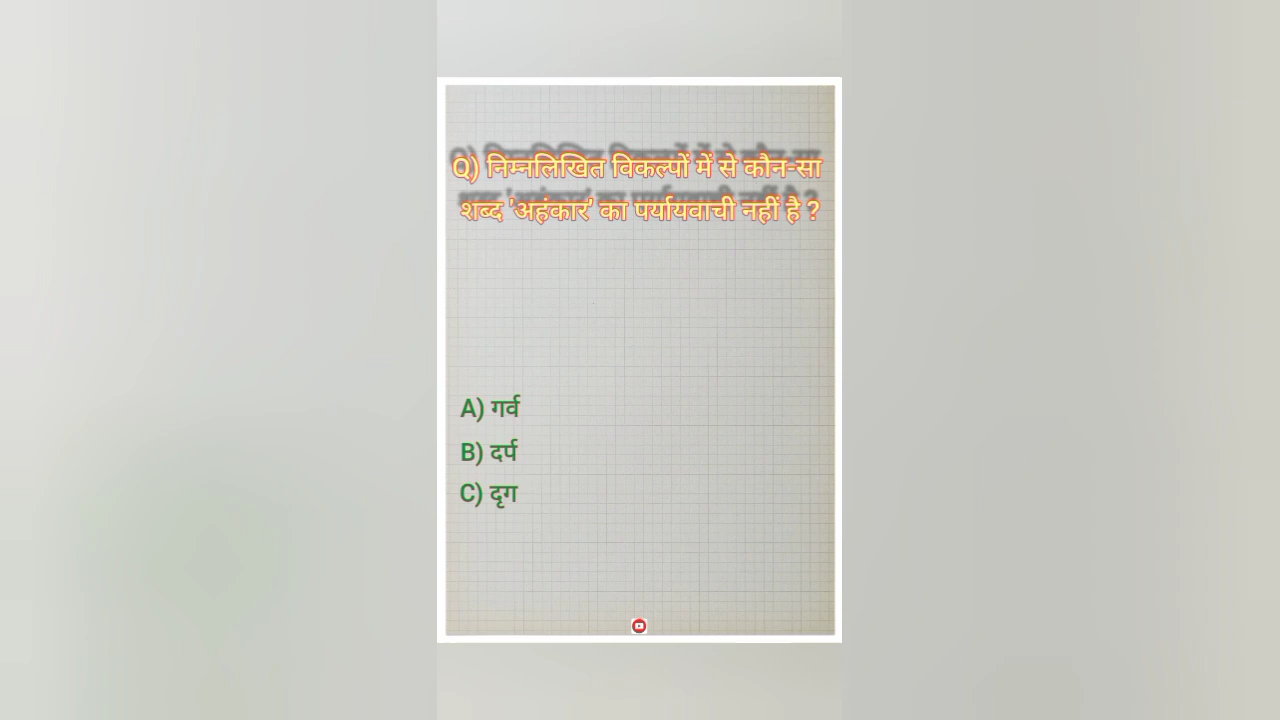 Q) निम्नलिखित विकल्पों में से कौन-सा
शब्द 'अहंकार' का पर्यायवाची नहीं है ?
A) गर्व
B) दर्प
C) दृग